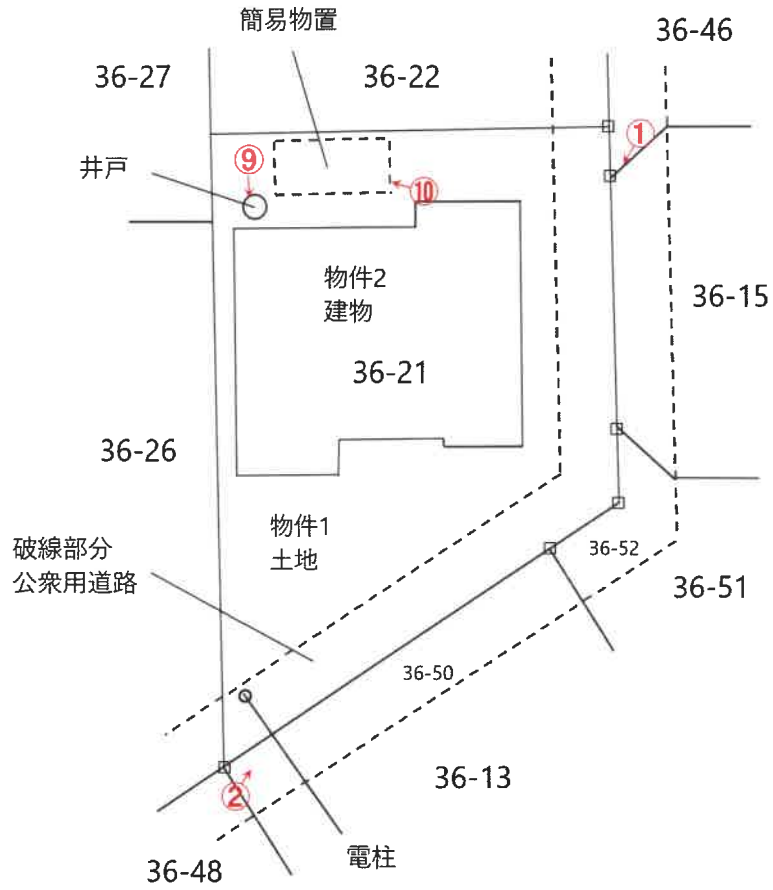 簡易物置
36-46
36-27
36-22
①
⑨
井戸
⑩
物件2
建物
36-15
36-21
36-26
物件1
土地
破線部分
公衆用道路
36-52
36-51
36-50
36-13
②
電柱
36-48